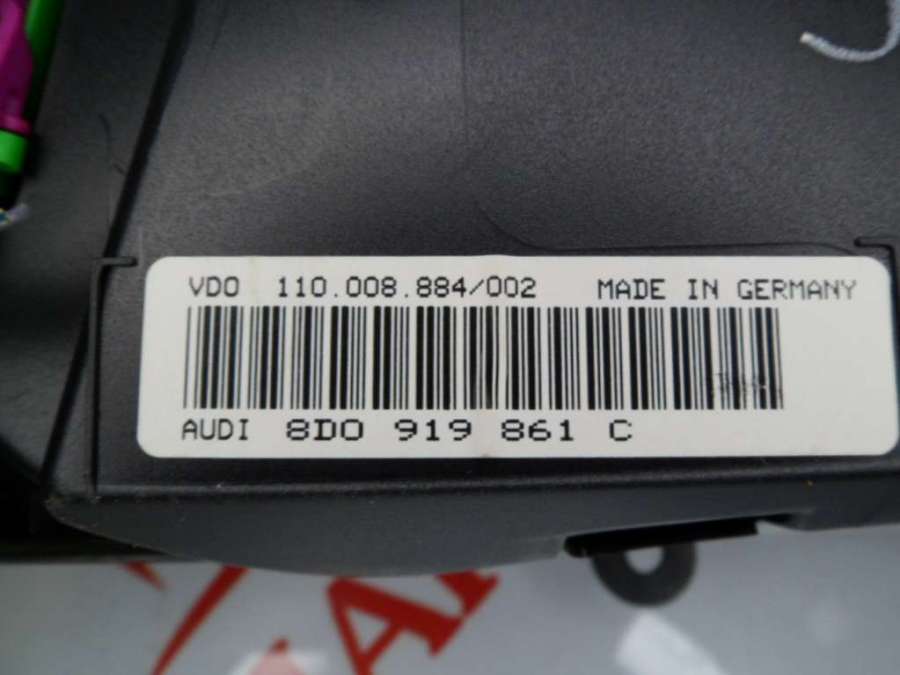 VDO 110.008.884/002 MADE IN GERMANY
AUDI 8D0 919 861 C